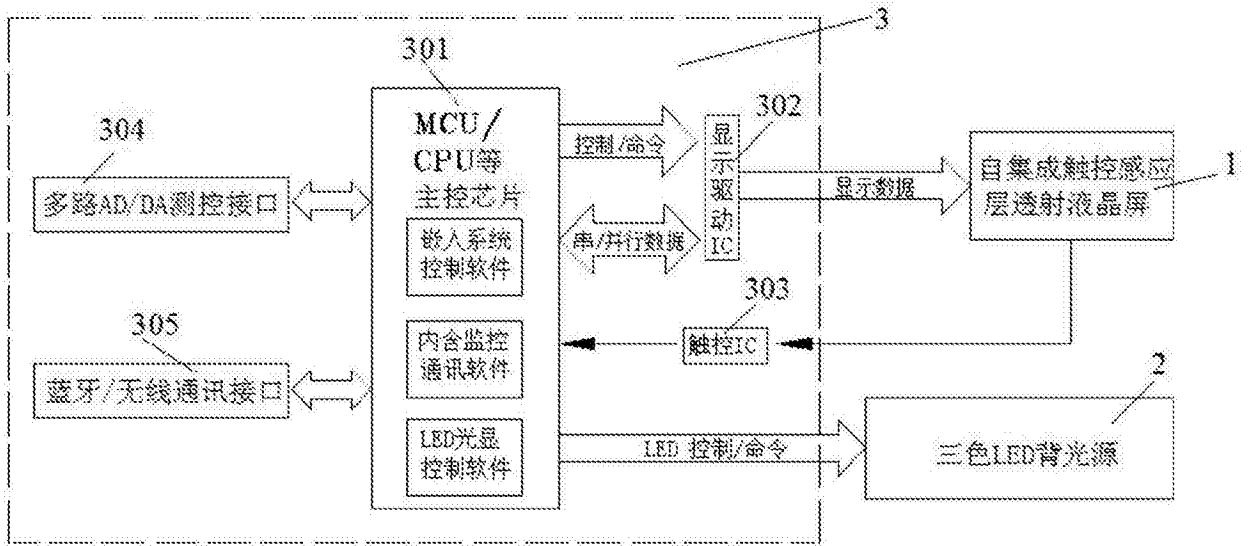 3
301
MCU/
CPU等
主控芯片
嵌入系统
控制软件
内含监控
通讯软件
LED光显
控制软件
304
多路AD/DA测控接口
305
蓝牙/无线通讯接口
控制/命令
串/并行数据
302
显示驱动IC
显示数据
303
触控IC
LED 控制/命令
1
自集成触控感应
层透射液晶屏
2
三色LED背光源